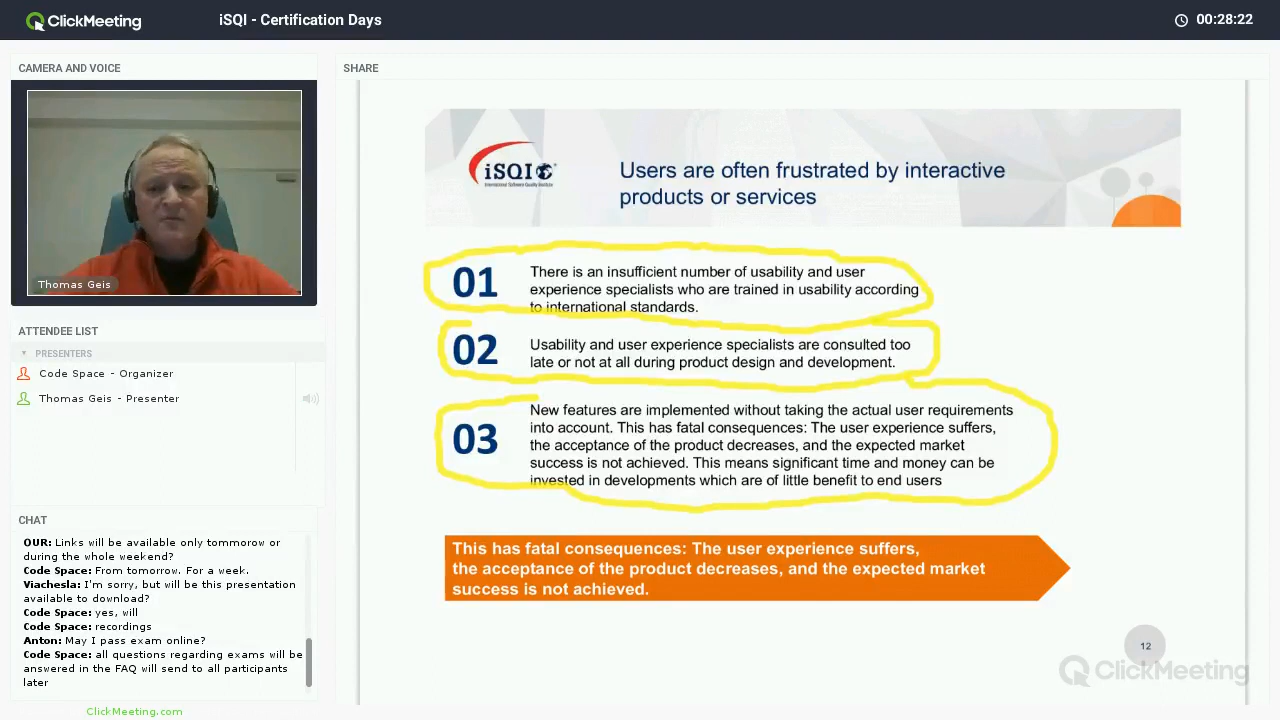 ClickMeeting
iSQI - Certification Days
00:28:22
CAMERA AND VOICE
Thomas Geis
ATTENDEE LIST
PRESENTERS
Code Space - Organizer
Thomas Geis - Presenter
CHAT
OUR: Links will be available only tommorow or
during the whole weekend?
Code Space: From tomorrow. For a week.
Viachesla: I'm sorry, but will be this presentation
available to download?
Code Space: yes, will
Code Space: recordings
Anton: May I pass exam online?
Code Space: all questions regarding exams will be
answered in the FAQ will send to all participants
later
ClickMeeting.com
SHARE
iSQI
International Software Quality Institute
Users are often frustrated by interactive
products or services
01
There is an insufficient number of usability and user
experience specialists who are trained in usability according
to international standards.
02
Usability and user experience specialists are consulted too
late or not at all during product design and development.
03
New features are implemented without taking the actual user requirements
into account. This has fatal consequences: The user experience suffers,
the acceptance of the product decreases, and the expected market
success is not achieved. This means significant time and money can be
invested in developments which are of little benefit to end users
This has fatal consequences: The user experience suffers,
the acceptance of the product decreases, and the expected market
success is not achieved.
12
ClickMeeting